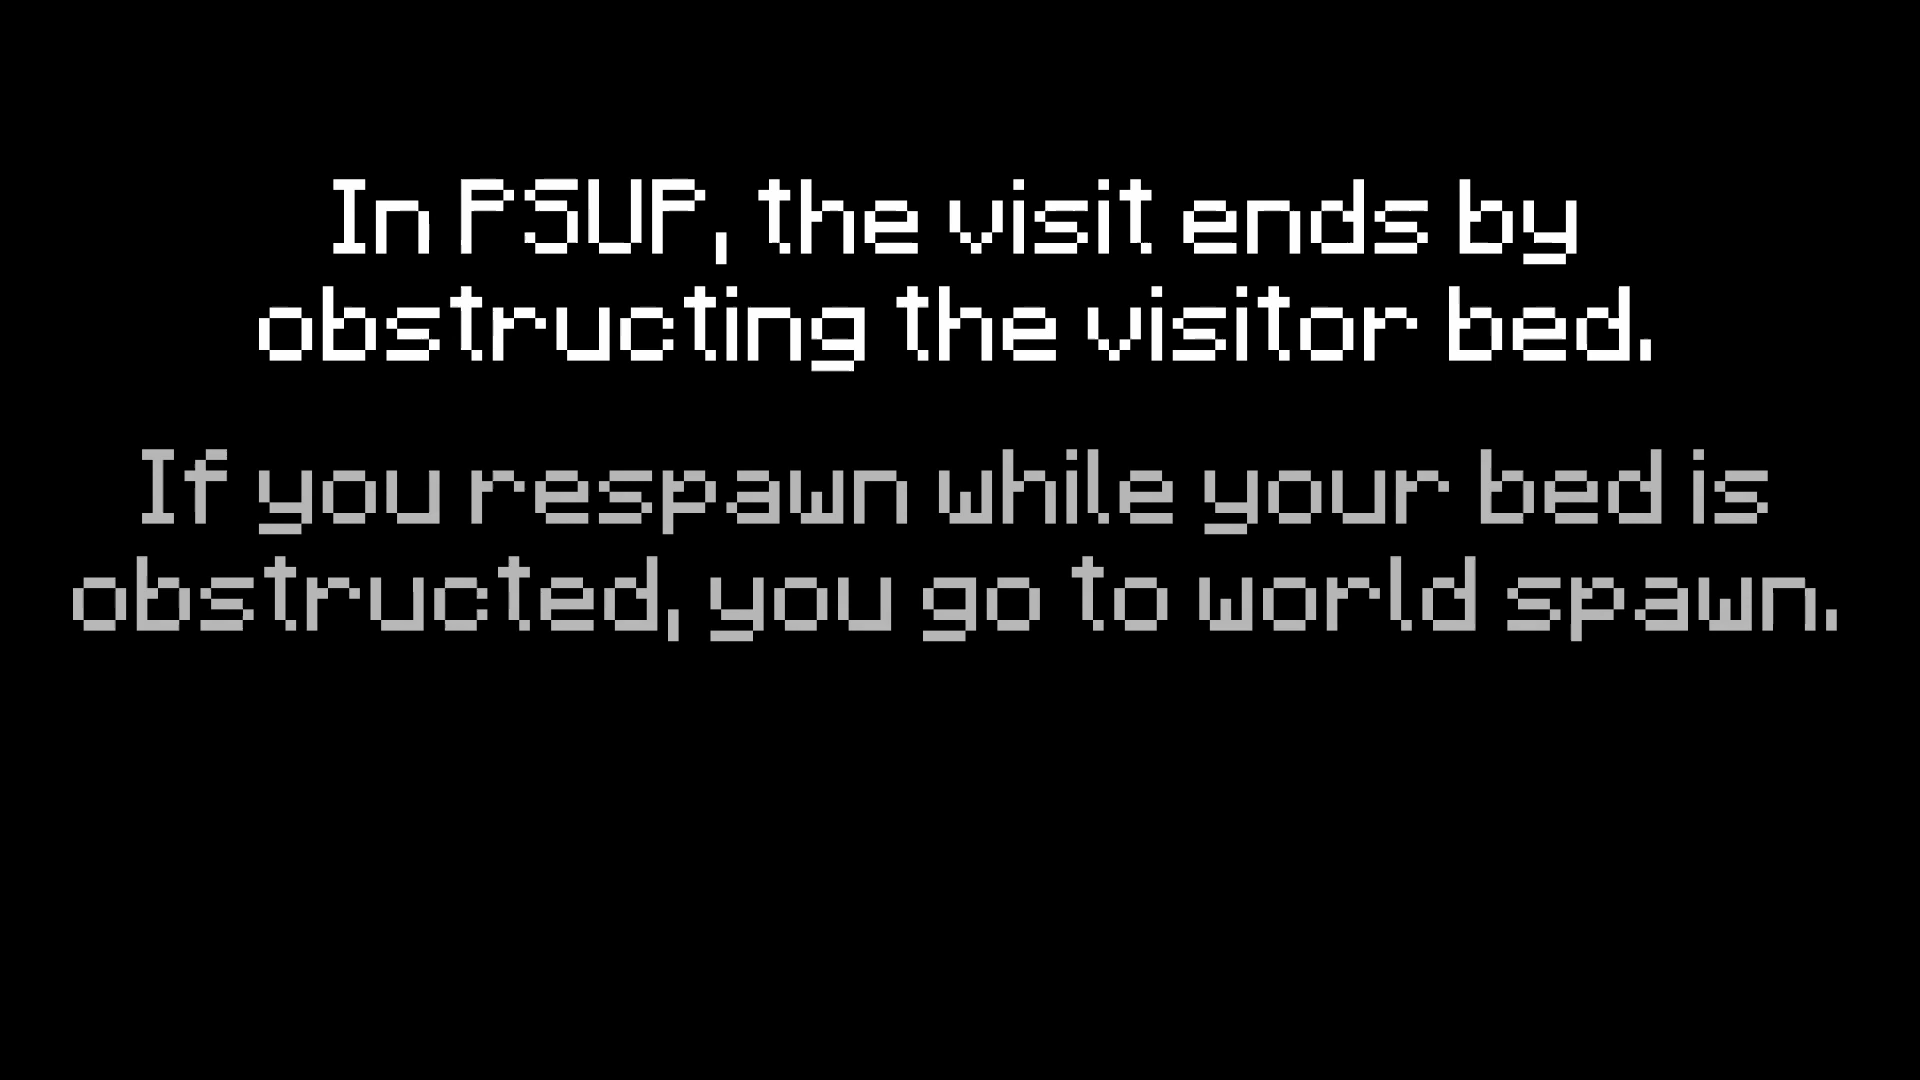 In PSUP, the visit ends by
obstructing the visitor bed.
If you respawn while your bed is
obstructed, you go to world spawn.